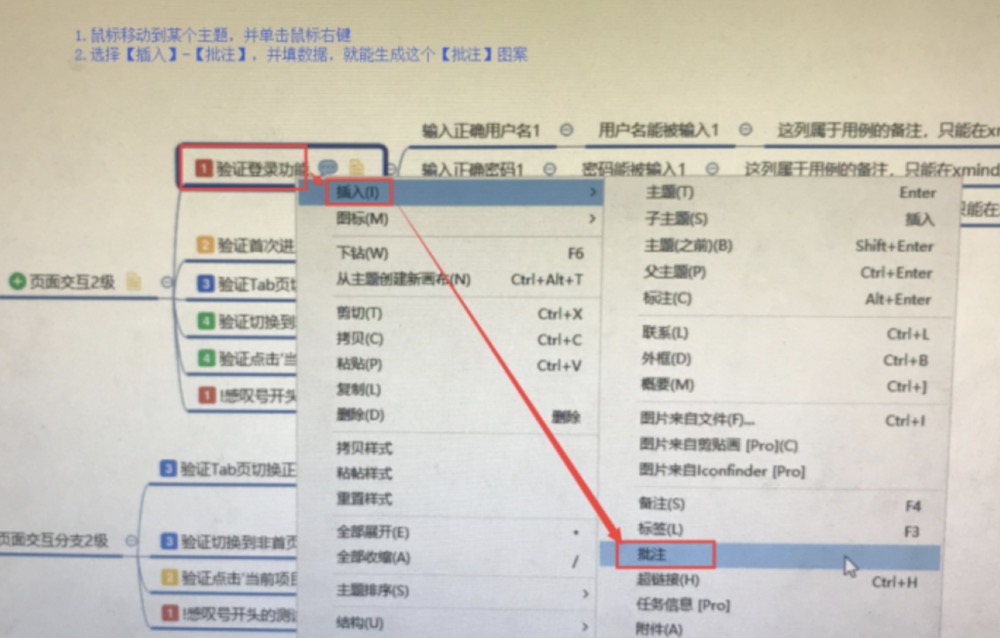 1. 鼠标移动到某个主题，并单击鼠标右键
2. 选择【插入】-【批注】，并填数据，就能生成这个【批注】图案
输入正确用户名1 用户名能被输入1 这列属于用例的备注，只能在xm
1 验证登录功能 输入正确密码1 密码能被输入1 这列属于用例的备注，只能在xmind
只能在
插入(I)
图标(M)
下钻(W) F6
从主题创建新画布(N) Ctrl+Alt+T
剪切(T) Ctrl+X
拷贝(C) Ctrl+C
粘贴(P) Ctrl+V
复制(L)
删除(D) 删除
拷贝样式
粘帖样式
重置样式
全部展开(E) *
全部收缩(A) /
主题排序(S)
结构(U)
主题(T) Enter
子主题(S) 插入
主题(之前)(B) Shift+Enter
父主题(P) Ctrl+Enter
标注(C) Alt+Enter
联系(L) Ctrl+L
外框(D) Ctrl+B
概要(M) Ctrl+]
图片来自文件(F)... Ctrl+I
图片来自剪贴画 [Pro](C)
图片来自Iconfinder [Pro]
备注(S) F4
标签(L) F3
批注
超链接(H) Ctrl+H
任务信息 [Pro]
附件(A)
页面交互2级
2 验证首次进
3 验证Tab页切
4 验证切换到
4 验证点击'当
1 !感叹号开头
页面交互分支2级
3 验证Tab页切换正
3 验证切换到非首页
2 验证点击'当前项目
1 !感叹号开头的测试